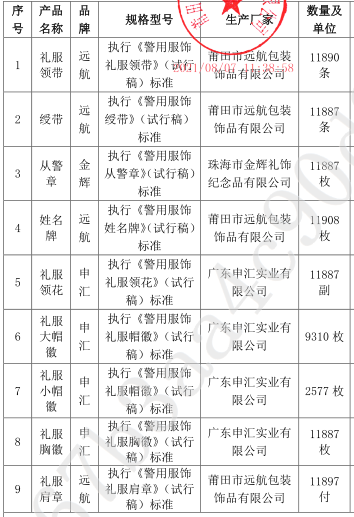 序号 产品名称 品牌 规格型号 生产厂家 数量及单位
1 礼服领带 远航 执行《警用服饰礼服领带》（试行稿）标准 莆田市远航包装饰品有限公司 11890条
2 绶带 远航 执行《警用服饰绶带》（试行稿）标准 莆田市远航包装饰品有限公司 11887条
3 从警章 金辉 执行《警用服饰从警章》（试行稿）标准 珠海市金辉礼饰纪念品有限公司 11887枚
4 姓名牌 远航 执行《警用服饰姓名牌》（试行稿）标准 莆田市远航包装饰品有限公司 11908枚
5 礼服领花 申汇 执行《警用服饰礼服领花》（试行稿）标准 广东申汇实业有限公司 11887副
6 礼服大帽徽 申汇 执行《警用服饰礼服帽徽》（试行稿）标准 广东申汇实业有限公司 9310 枚
7 礼服小帽徽 申汇 执行《警用服饰礼服帽徽》（试行稿）标准 广东申汇实业有限公司 2577 枚
8 礼服胸徽 申汇 执行《警用服饰礼服胸徽》（试行稿）标准 广东申汇实业有限公司 11887枚
9 礼服肩章 远航 执行《警用服饰礼服肩章》（试行稿）标准 莆田市远航包装饰品有限公司 11897付